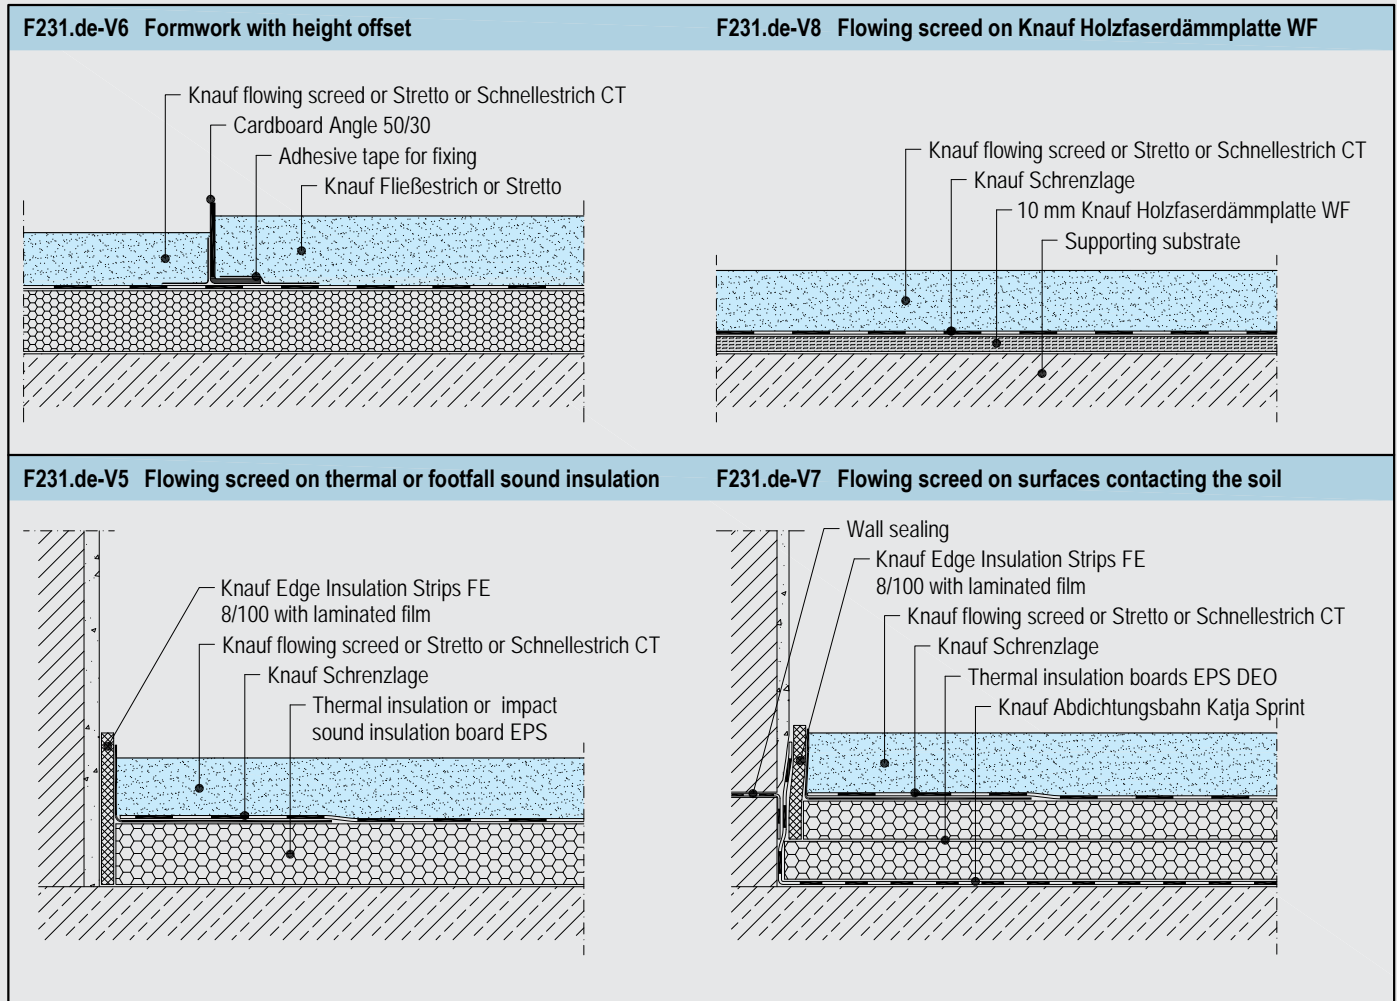 F231.de-V6 Formwork with height offset
Knauf flowing screed or Stretto or Schnellestrich CT
Cardboard Angle 50/30
Adhesive tape for fixing
Knauf Fließestrich or Stretto
F231.de-V8 Flowing screed on Knauf Holzfaserdämmplatte WF
Knauf flowing screed or Stretto or Schnellestrich CT
Knauf Schrenzlage
10 mm Knauf Holzfaserdämmplatte WF
Supporting substrate
F231.de-V5 Flowing screed on thermal or footfall sound insulation
Knauf Edge Insulation Strips FE
8/100 with laminated film
Knauf flowing screed or Stretto or Schnellestrich CT
Knauf Schrenzlage
Thermal insulation or impact
sound insulation board EPS
F231.de-V7 Flowing screed on surfaces contacting the soil
Wall sealing
Knauf Edge Insulation Strips FE
8/100 with laminated film
Knauf flowing screed or Stretto or Schnellestrich CT
Knauf Schrenzlage
Thermal insulation boards EPS DEO
Knauf Abdichtungsbahn Katja Sprint